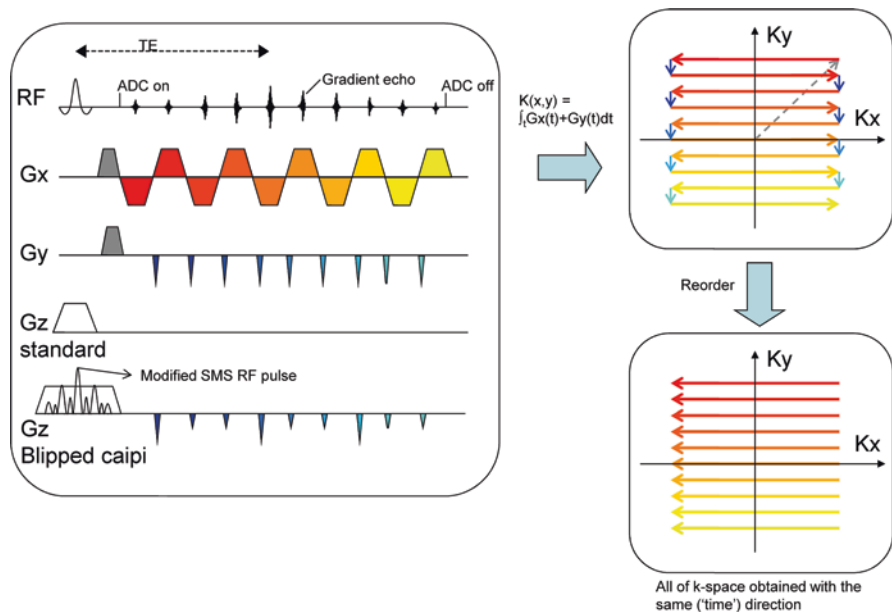 TE
RF
ADC on
Gradient echo
ADC off
Gx
Gy
Gz
standard
Modified SMS RF pulse
Gz
Blipped caipi
K(x,y) =
∫tGx(t)+Gy(t)dt
Ky
Kx
Reorder
Ky
Kx
All of k-space obtained with the
same ('time') direction